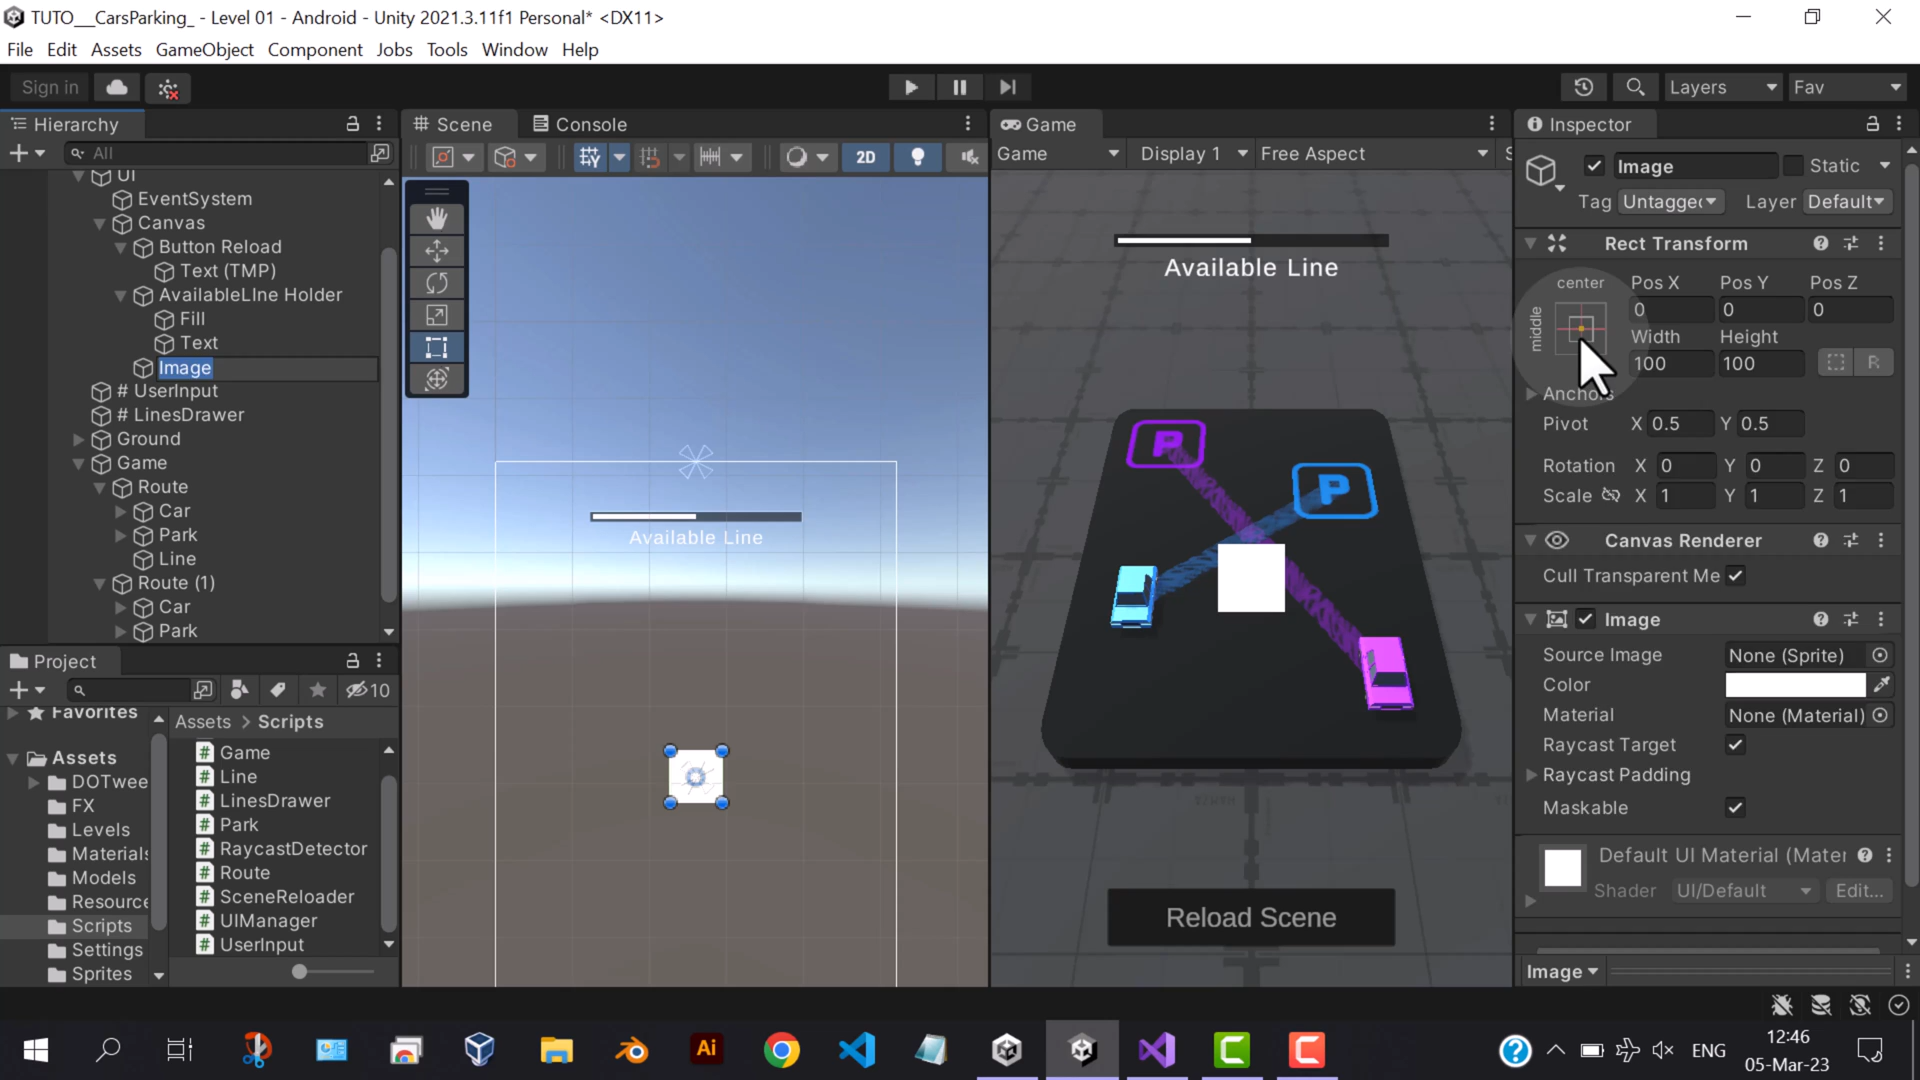 TUTO__CarsParking_ - Level 01 - Android - Unity 2021.3.11f1 Personal* <DX11>
File Edit Assets GameObject Component Jobs Tools Window Help
Sign in
Layers
Fav
Hierarchy
All
UI
EventSystem
Canvas
Button Reload
Text (TMP)
AvailableLIne Holder
Fill
Text
Image
# UserInput
# LinesDrawer
Ground
Game
Route
Car
Park
Line
Route (1)
Car
Park
Project
10
Favorites
Assets
DOTwee
FX
Levels
Materials
Models
Resource
Scripts
Settings
Sprites
Assets > Scripts
Game
Line
LinesDrawer
Park
RaycastDetector
Route
SceneReloader
UIManager
UserInput
Scene
Console
2D
Available Line
Game
Game
Display 1
Free Aspect
Available Line
P
P
Reload Scene
Inspector
Image
Static
Tag Untagged
Layer Default
Rect Transform
center
middle
Pos X Pos Y Pos Z
0 0 0
Width Height
100 100
R
Anchors
Pivot X 0.5 Y 0.5
Rotation X 0 Y 0 Z 0
Scale X 1 Y 1 Z 1
Canvas Renderer
Cull Transparent Me
Image
Source Image None (Sprite)
Color
Material None (Material)
Raycast Target
Raycast Padding
Maskable
Default UI Material (Mater
Shader UI/Default Edit...
Image
Ai
ENG
12:46
05-Mar-23